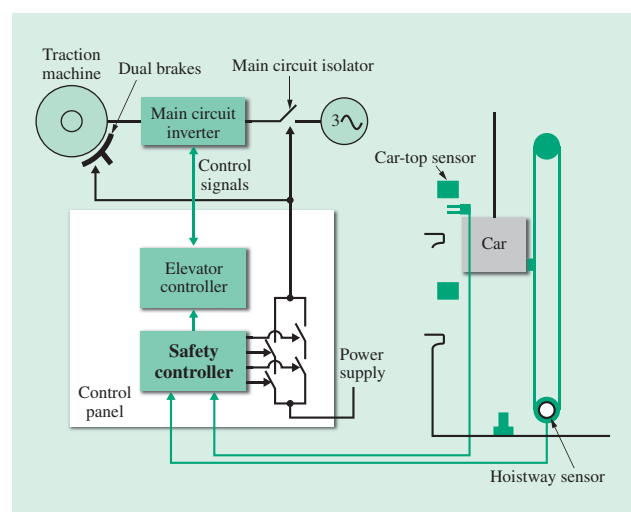 Traction
machine
Dual brakes
Main circuit isolator
Main circuit
inverter
3
Control
signals
Car-top sensor
Car
Elevator
controller
Safety
controller
Power
supply
Control
panel
Hoistway sensor